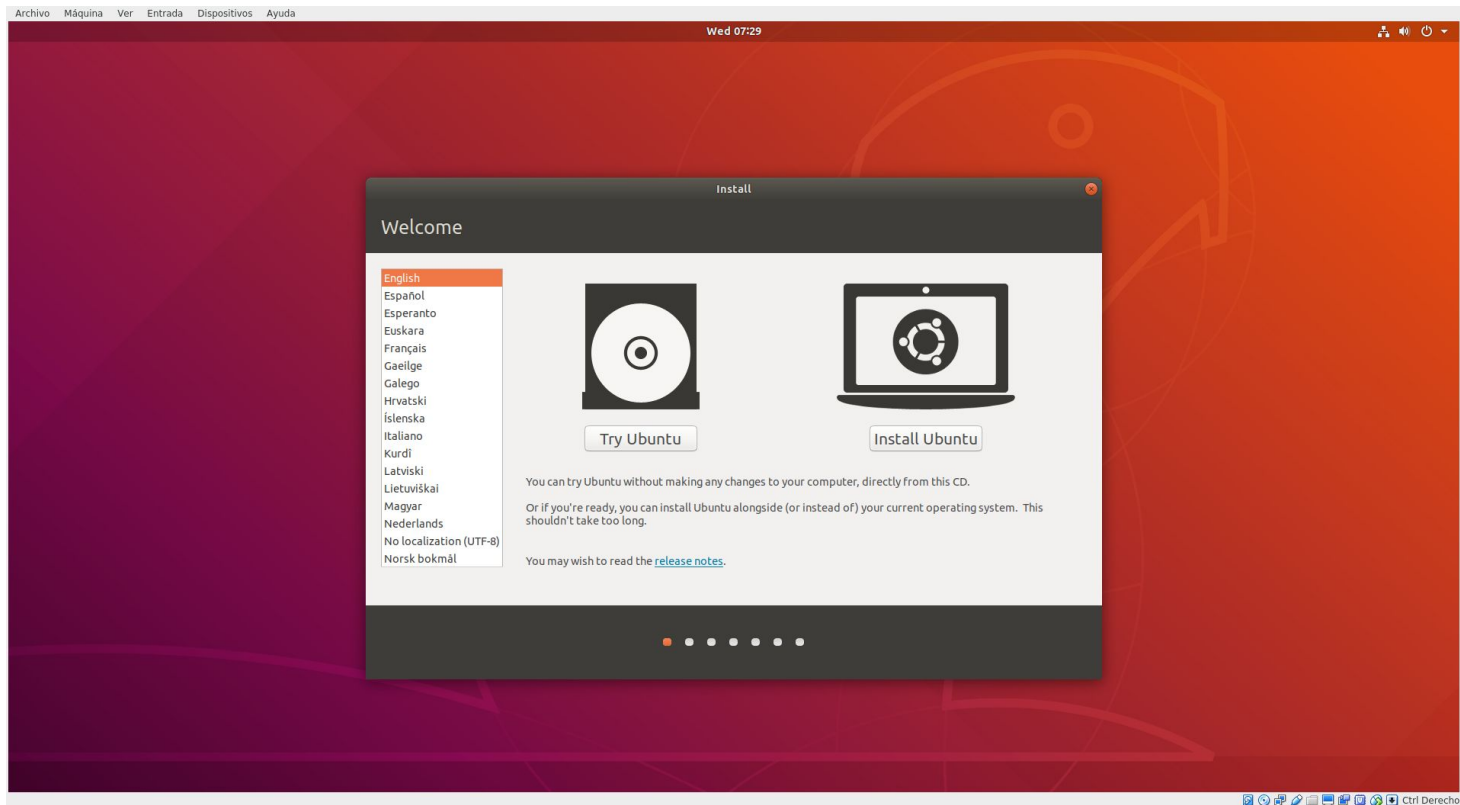 Archivo Máquina Ver Entrada Dispositivos Ayuda
Wed 07:29
Install
Welcome
English
Español
Esperanto
Euskara
Français
Gaeilge
Galego
Hrvatski
Íslenska
Italiano
Kurdî
Latviski
Lietuviškai
Magyar
Nederlands
No localization (UTF-8)
Norsk bokmål
Try Ubuntu
Install Ubuntu
You can try Ubuntu without making any changes to your computer, directly from this CD.
Or if you're ready, you can install Ubuntu alongside (or instead of) your current operating system. This
shouldn't take too long.
You may wish to read the release notes.
Ctrl Derecho